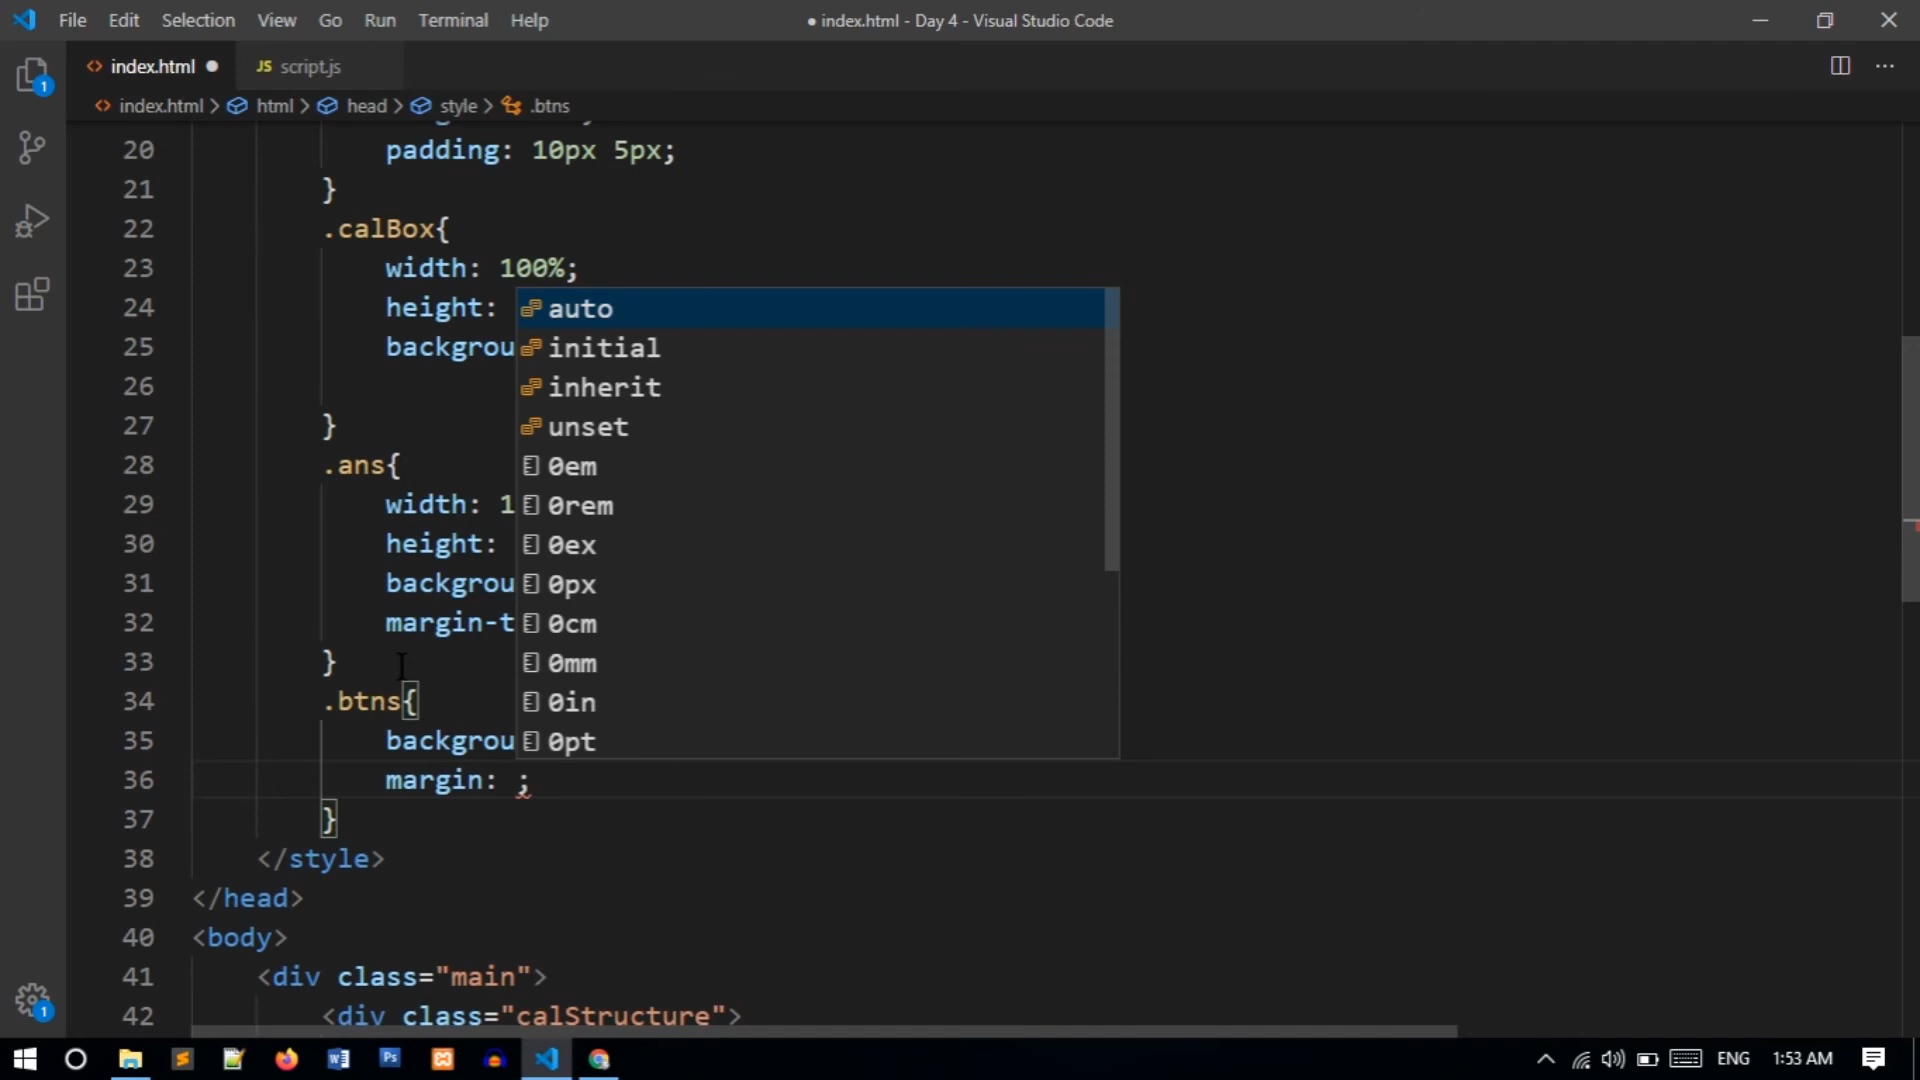 File Edit Selection View Go Run Terminal Help
● index.html - Day 4 - Visual Studio Code
index.html ●
JS script.js
index.html > html > head > style > .btns
20 padding: 10px 5px;
21 }
22 .calBox{
23 width: 100%;
24 height:
25 backgrou
26
27 }
28 .ans{
29 width: 1
30 height:
31 backgrou
32 margin-t
33 }
34 .btns{
35 backgrou
36 margin: ;
37 }
38 </style>
39 </head>
40 <body>
41 <div class="main">
42 <div class="calStructure">
auto
initial
inherit
unset
0em
0rem
0ex
0px
0cm
0mm
0in
0pt
1
1
ENG 1:53 AM